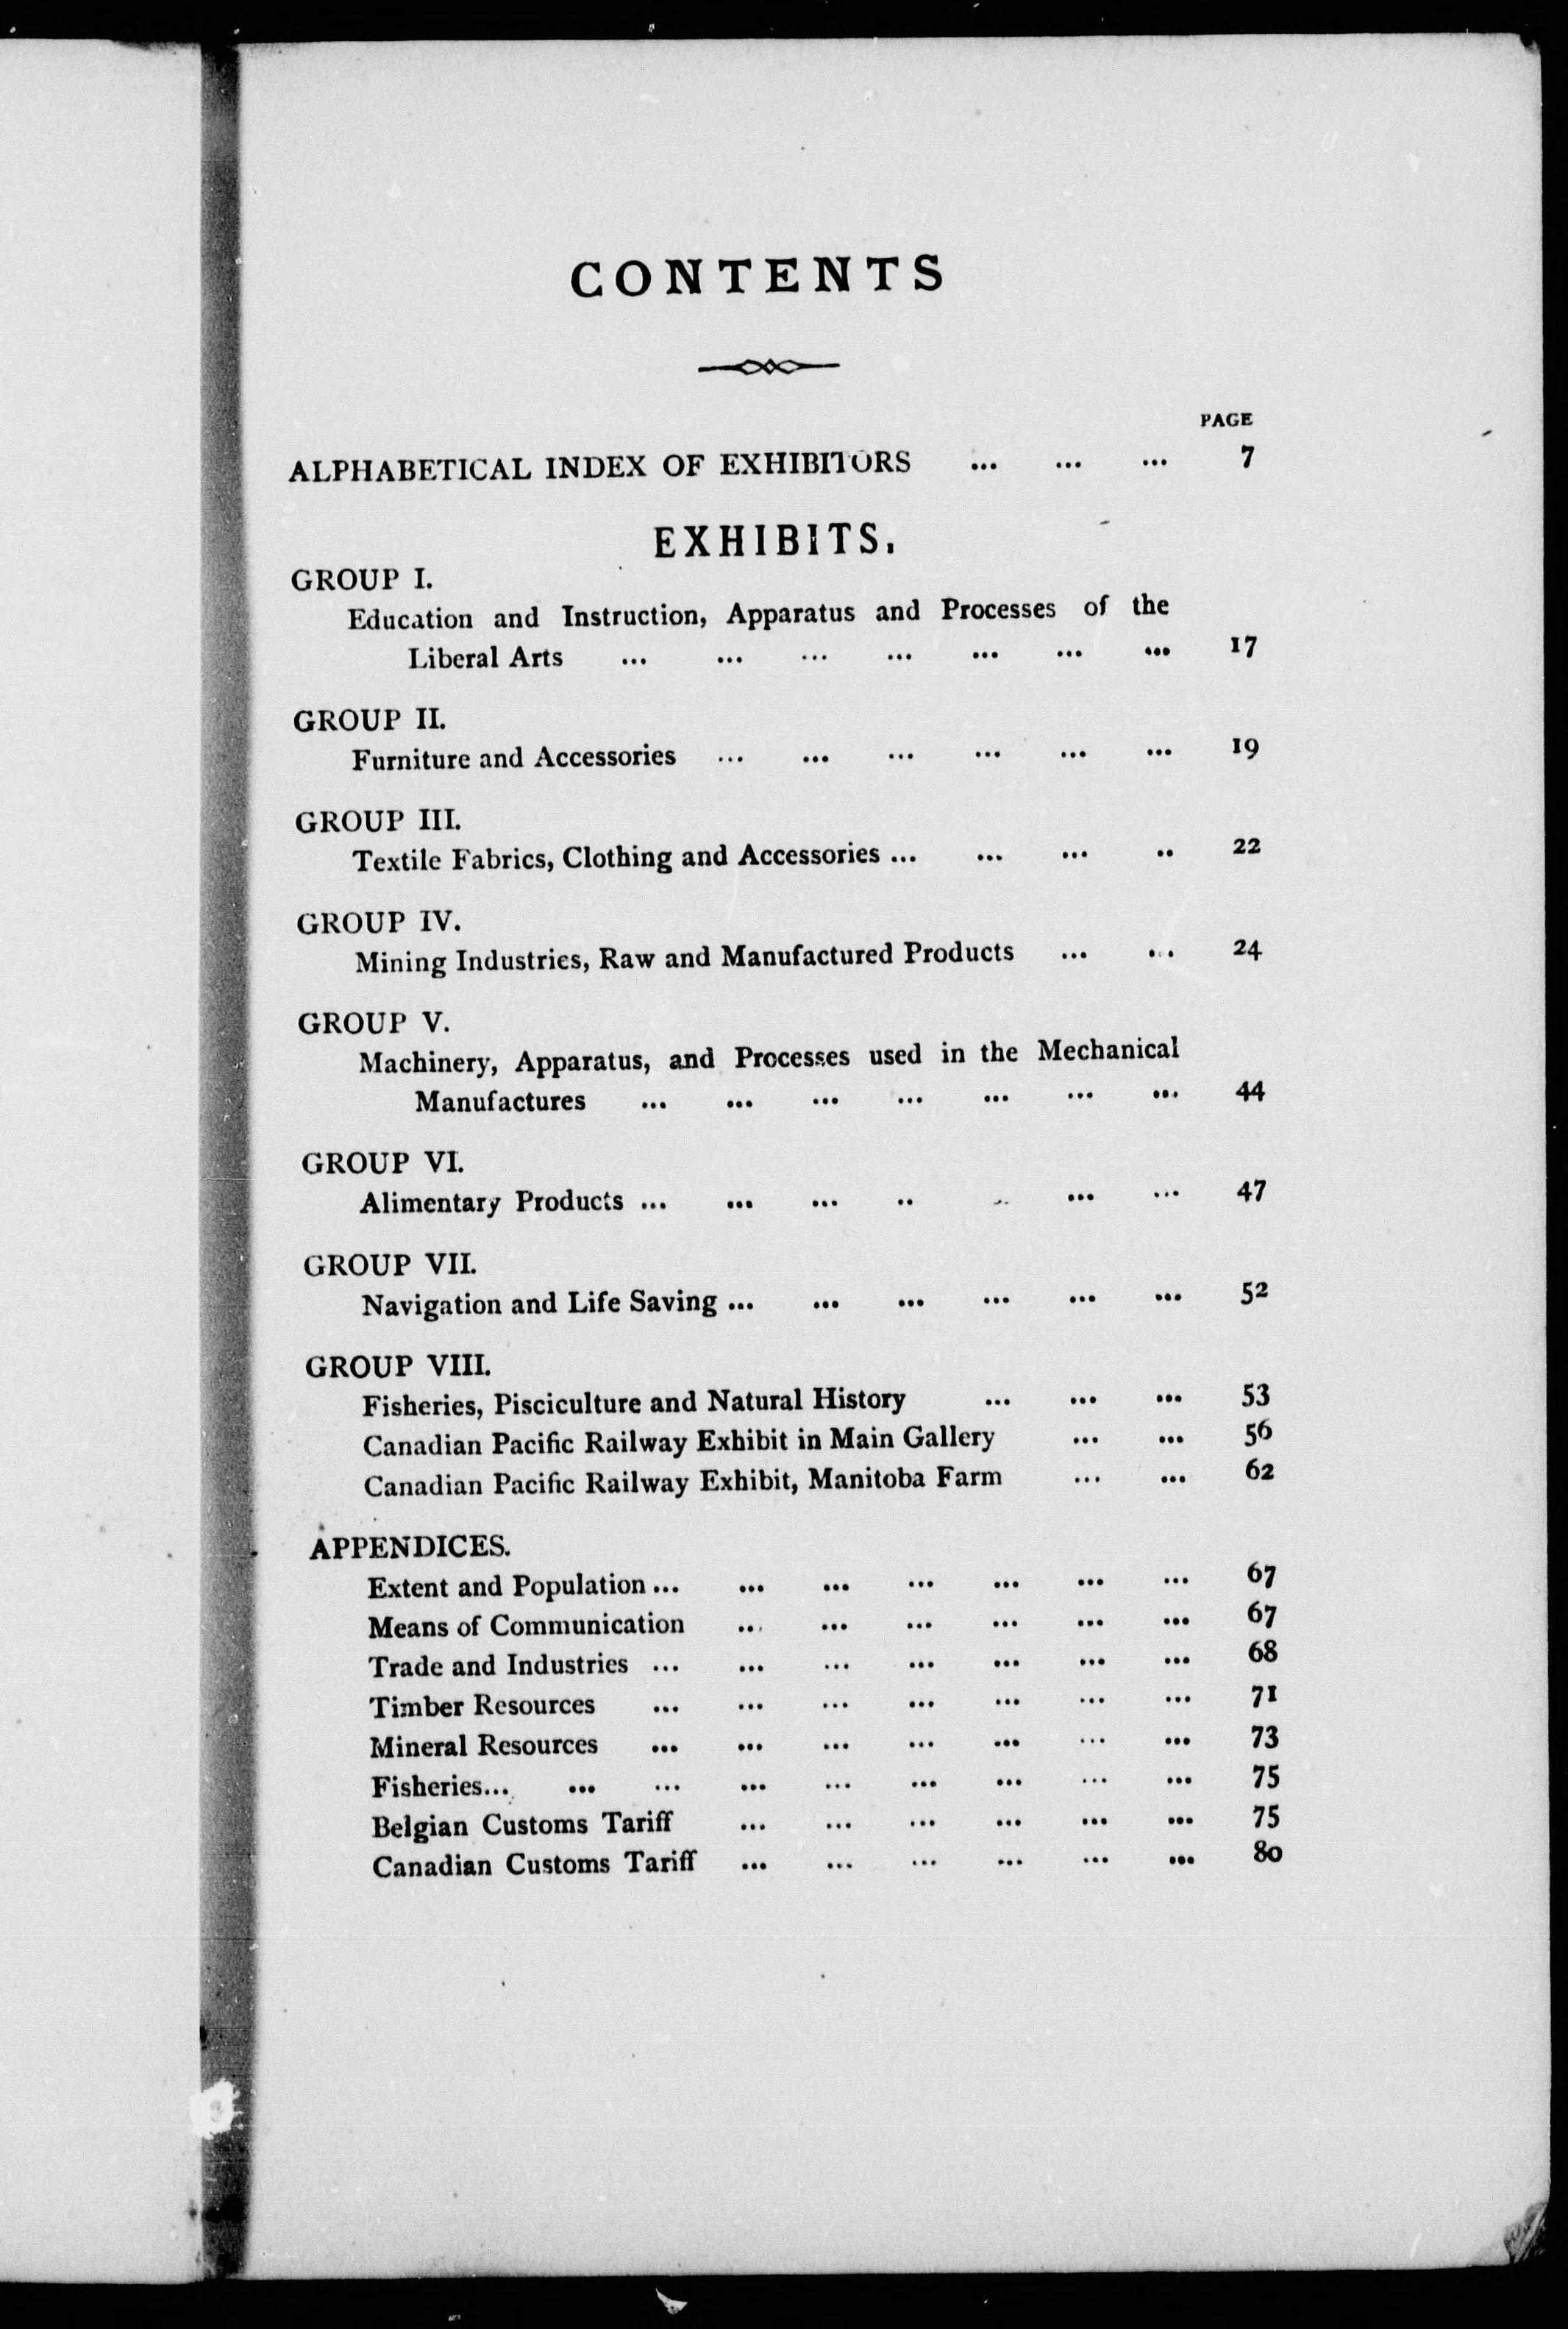 CONTENTS
PAGE
ALPHABETICAL INDEX OF EXHIBITORS ... ... ... 7
EXHIBITS.
GROUP I.
Education and Instruction, Apparatus and Processes of the
Liberal Arts ... ... ... ... ... ... ... 17
GROUP II.
Furniture and Accessories ... ... ... ... ... ... 19
GROUP III.
Textile Fabrics, Clothing and Accessories ... ... ... .. 22
GROUP IV.
Mining Industries, Raw and Manufactured Products ... ... 24
GROUP V.
Machinery, Apparatus, and Processes used in the Mechanical
Manufactures ... ... ... ... ... ... ... 44
GROUP VI.
Alimentary Products ... ... ... .. .. ... ... 47
GROUP VII.
Navigation and Life Saving ... ... ... ... ... ... 52
GROUP VIII.
Fisheries, Pisciculture and Natural History ... ... ... 53
Canadian Pacific Railway Exhibit in Main Gallery ... ... 56
Canadian Pacific Railway Exhibit, Manitoba Farm ... ... 62
APPENDICES.
Extent and Population ... ... ... ... ... ... ... 67
Means of Communication ... ... ... ... ... ... 67
Trade and Industries ... ... ... ... ... ... ... 68
Timber Resources ... ... ... ... ... ... ... 71
Mineral Resources ... ... ... ... ... ... ... 73
Fisheries... ... ... ... ... ... ... ... ... 75
Belgian Customs Tariff ... ... ... ... ... ... 75
Canadian Customs Tariff ... ... ... ... ... ... 80